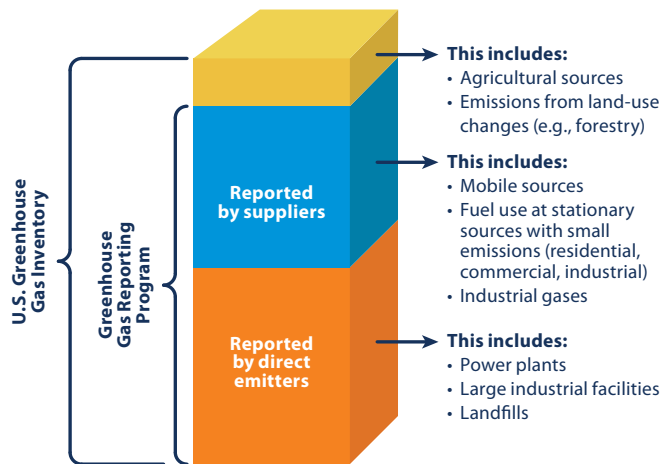 U.S. Greenhouse
Gas Inventory
Greenhouse
Gas Reporting
Program
Reported
by suppliers
Reported
by direct
emitters
This includes:
• Agricultural sources
• Emissions from land-use
changes (e.g., forestry)
This includes:
• Mobile sources
• Fuel use at stationary
sources with small
emissions (residential,
commercial, industrial)
• Industrial gases
This includes:
• Power plants
• Large industrial facilities
• Landfills